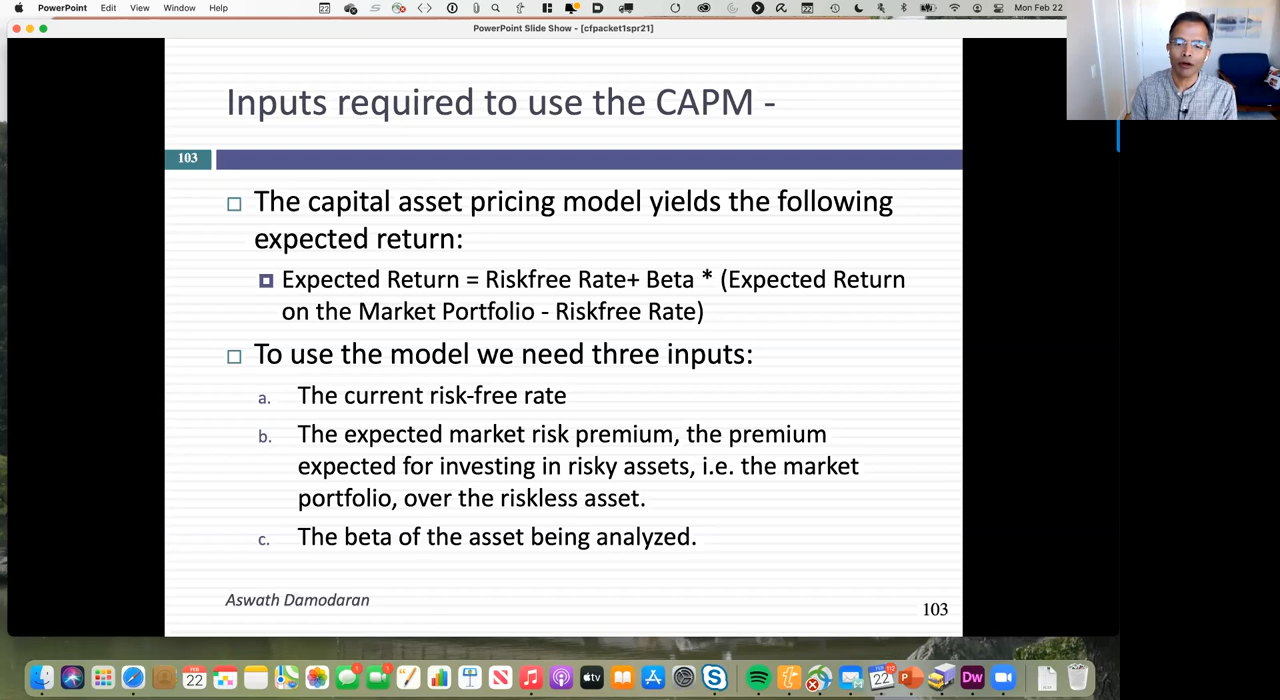 PowerPoint Edit View Window Help
Mon Feb 22
PowerPoint Slide Show - [cfpacket1spr21]
Inputs required to use the CAPM -
103
The capital asset pricing model yields the following
expected return:
Expected Return = Riskfree Rate+ Beta * (Expected Return
on the Market Portfolio - Riskfree Rate)
To use the model we need three inputs:
a. The current risk-free rate
b. The expected market risk premium, the premium
expected for investing in risky assets, i.e. the market
portfolio, over the riskless asset.
c. The beta of the asset being analyzed.
Aswath Damodaran
103